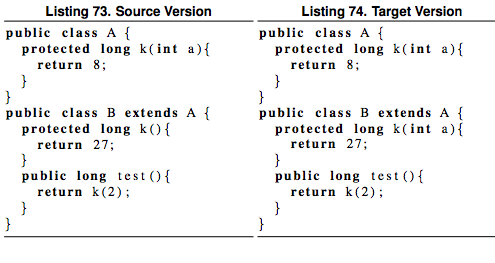 Listing 73. Source Version
public class A {
protected long k(int a){
return 8;
}
}
public class B extends A {
protected long k(){
return 27;
}
public long test(){
return k(2);
}
}
Listing 74. Target Version
public class A {
protected long k(int a){
return 8;
}
}
public class B extends A {
protected long k(int a){
return 27;
}
public long test(){
return k(2);
}
}